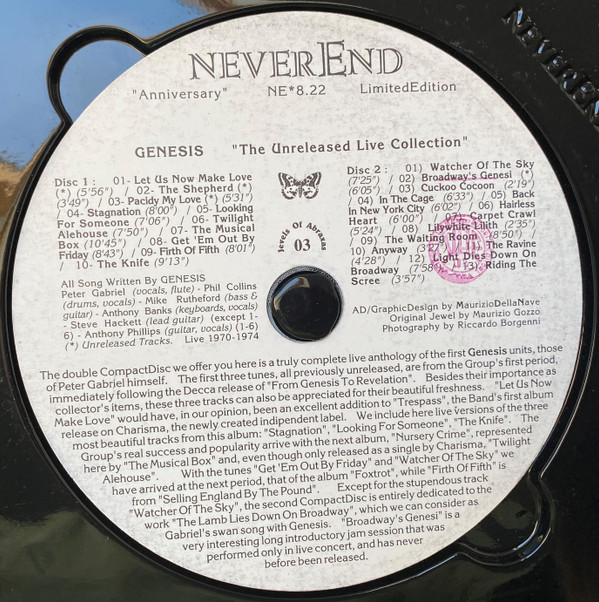 NEVEREND
NEVEREND
"Anniversary" NE*8.22 LimitedEdition
GENESIS "The Unreleased Live Collection"
Disc 1 : 01- Let Us Now Make Love
(*) (5'56") / 02- The Shepherd (*)
(3'49") / 03- Pacidy My Love (*) (5'31")
/ 04- Stagnation (8'00") / 05- Looking
For Someone (7'06") / 06- Twilight
Alehouse (7'50") / 07- The Musical
Box (10'45") / 08- Get 'Em Out By
Friday (8'43") / 09- Firth Of Fifth (8'01")
/ 10- The Knife (9'13")
All Song Written By GENESIS
Peter Gabriel (vocals, flute) - Phil Collins
(drums, vocals) - Mike Rutheford (bass &
guitar) - Anthony Banks (keyboards, vocals)
- Steve Hackett (lead guitar) (except 1-
6) - Anthony Phillips (guitar, vocals) (1-6)
(*) Unreleased Tracks. Live 1970-1974
Jewels Of Abraxas
03
Disc 2 : 01) Watcher Of The Sky
(7'25") / 02) Broadway's Genesi (*)
(6'05") / 03) Cuckoo Cocoon (2'19")
/ 04) In The Cage (6'33") / 05) Back
In New York City (6'02") / 06) Hairless
Heart (6'00") / 07) Carpet Crawl
(5'24") / 08) Lilywhite Lilith (2'35")
/ 09) The Waiting Room (8'50") /
10) Anyway (3'27") / The Ravine
(4'28") / 12) Light Dies Down On
Broadway (7'58") / 13) Riding The
Scree (3'57")
AD/GraphicDesign by MaurizioDellaNave
Original Jewel by Maurizio Gozzo
Photography by Riccardo Borgenni
The double CompactDisc we offer you here is a truly complete live anthology of the first Genesis units, those
of Peter Gabriel himself. The first three tunes, all previously unreleased, are from the Group's first period,
immediately following the Decca release of "From Genesis To Revelation". Besides their importance as
collector's items, these three tracks can also be appreciated for their beautiful freshness. "Let Us Now
Make Love" would have, in our opinion, been an excellent addition to "Trespass", the Band's first album
release on Charisma, the newly created indipendent label. We include here live versions of the three
most beautiful tracks from this album: "Stagnation", "Looking For Someone", "The Knife". The
Group's real success and popularity arrive with the next album, "Nursery Crime", represented
here by "The Musical Box" and, even though only released as a single by Charisma, "Twilight
Alehouse". With the tunes "Get 'Em Out By Friday" and "Watcher Of The Sky" we
have arrived at the next period, that of the album "Foxtrot", while "Firth Of Fifth" is
from "Selling England By The Pound". Except for the stupendous track
"Watcher Of The Sky", the second CompactDisc is entirely dedicated to the
work "The Lamb Lies Down On Broadway", which we can consider as
Gabriel's swan song with Genesis. "Broadway's Genesi" is a
very interesting long introductory jam session that was
performed only in live concert, and has never
before been released.